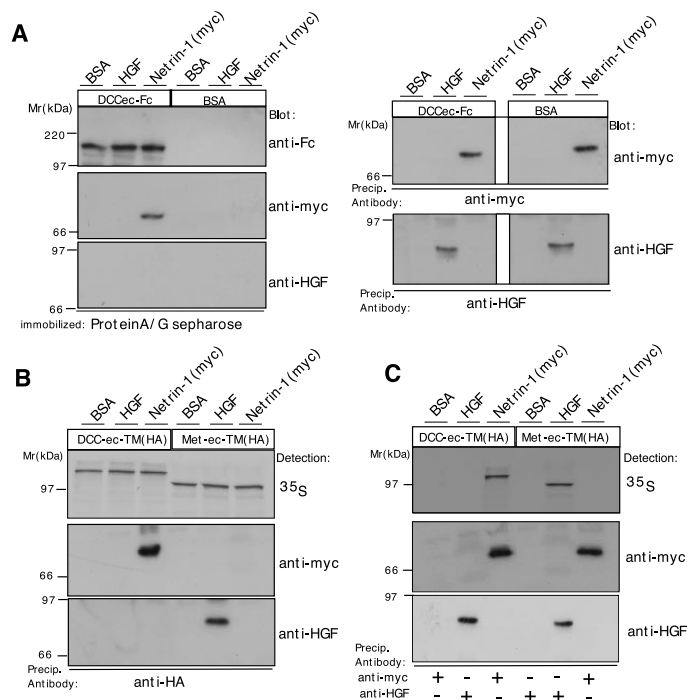 A
BSA HGF Netrin-1(myc) BSA HGF Netrin-1(myc)
Mr(kDa) DCCec-Fc BSA Blot:
220
anti-Fc
97
anti-myc
66
97
anti-HGF
66
immobilized: ProteinA/G sepharose
BSA HGF Netrin-1(myc) BSA HGF Netrin-1(myc)
DCCec-Fc BSA
Mr(kDa) Blot:
anti-myc
66
Precip.
Antibody: anti-myc
97
anti-HGF
Precip.
Antibody: anti-HGF
B
BSA HGF Netrin-1(myc) BSA HGF Netrin-1(myc)
DCC-ec-TM(HA) Met-ec-TM(HA)
Mr(kDa) Detection:
97 35S
anti-myc
66
97
anti-HGF
66
Precip.
Antibody: anti-HA
C
BSA HGF Netrin-1(myc) BSA HGF Netrin-1(myc)
DCC-ec-TM(HA) Met-ec-TM(HA)
Mr(kDa) Detection:
97 35S
anti-myc
66
97
anti-HGF
66
Precip.
Antibody:
anti-myc + - + - - +
anti-HGF - + - + + -